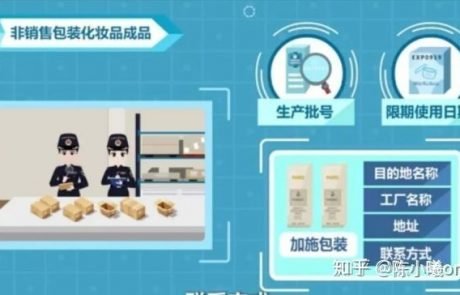 非销售包装化妆品成品
生产批号
限期使用日期
目的地名称
工厂名称
地址
联系方式
加施包装
知乎 @陈小曦